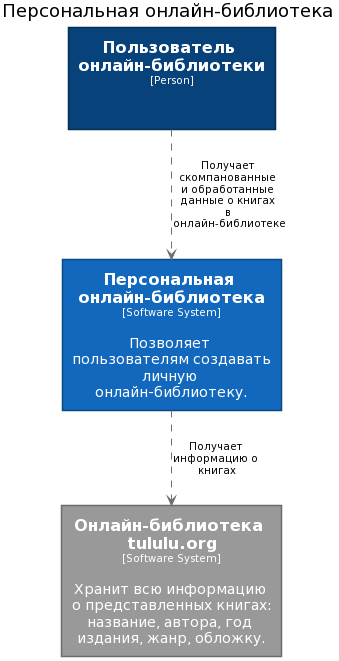 Персональная онлайн-библиотека
Пользователь
онлайн-библиотеки
[Person]
Получает
скомпанованные
и обработанные
данные о книгах
в
онлайн-библиотеке
Персональная
онлайн-библиотека
[Software System]
Позволяет
пользователям создавать
личную
онлайн-библиотеку.
Получает
информацию о
книгах
Онлайн-библиотека
tululu.org
[Software System]
Хранит всю информацию
о представленных книгах:
название, автора, год
издания, жанр, обложку.